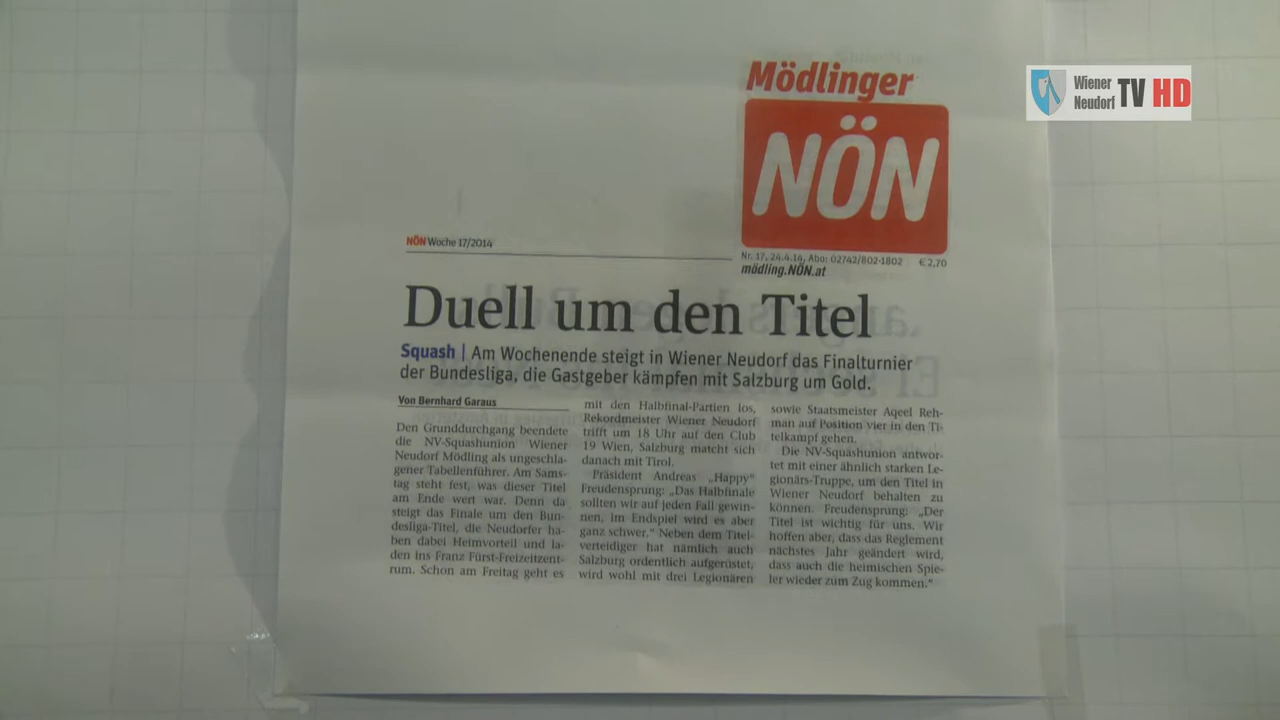 Wiener
Neudorf TV HD
Mödlinger
NÖN
NÖN Woche 17/2014
Nr. 17, 24.4.14, Abo: 02742/802-1802 € 2,70
mödling.NÖN.at
Duell um den Titel
Squash | Am Wochenende steigt in Wiener Neudorf das Finalturnier
der Bundesliga, die Gastgeber kämpfen mit Salzburg um Gold.
Von Bernhard Garaus
Den Grunddurchgang beendete
die NV-Squashunion Wiener
Neudorf Mödling als ungeschla-
gener Tabellenführer. Am Sams-
tag steht fest, was dieser Titel
am Ende wert war. Denn da
steigt das Finale um den Bun-
desliga-Titel, die Neudorfer ha-
ben dabei Heimvorteil und la-
den ins Franz Fürst-Freizeitzent-
rum. Schon am Freitag geht es
mit den Halbfinal-Partien los,
Rekordmeister Wiener Neudorf
trifft um 18 Uhr auf den Club
19 Wien, Salzburg matcht sich
danach mit Tirol.
Präsident Andreas „Happy“
Freudensprung: „Das Halbfinale
sollten wir auf jeden Fall gewin-
nen, im Endspiel wird es aber
ganz schwer.“ Neben dem Titel-
verteidiger hat nämlich auch
Salzburg ordentlich aufgerüstet,
wird wohl mit drei Legionären
sowie Staatsmeister Aqeel Reh-
man auf Position vier in den Ti-
telkampf gehen.
Die NV-Squashunion antwor-
tet mit einer ähnlich starken Le-
gionärs-Truppe, um den Titel in
Wiener Neudorf behalten zu
können. Freudensprung: „Der
Titel ist wichtig für uns. Wir
hoffen aber, dass das Reglement
nächstes Jahr geändert wird,
dass auch die heimischen Spie-
ler wieder zum Zug kommen.“